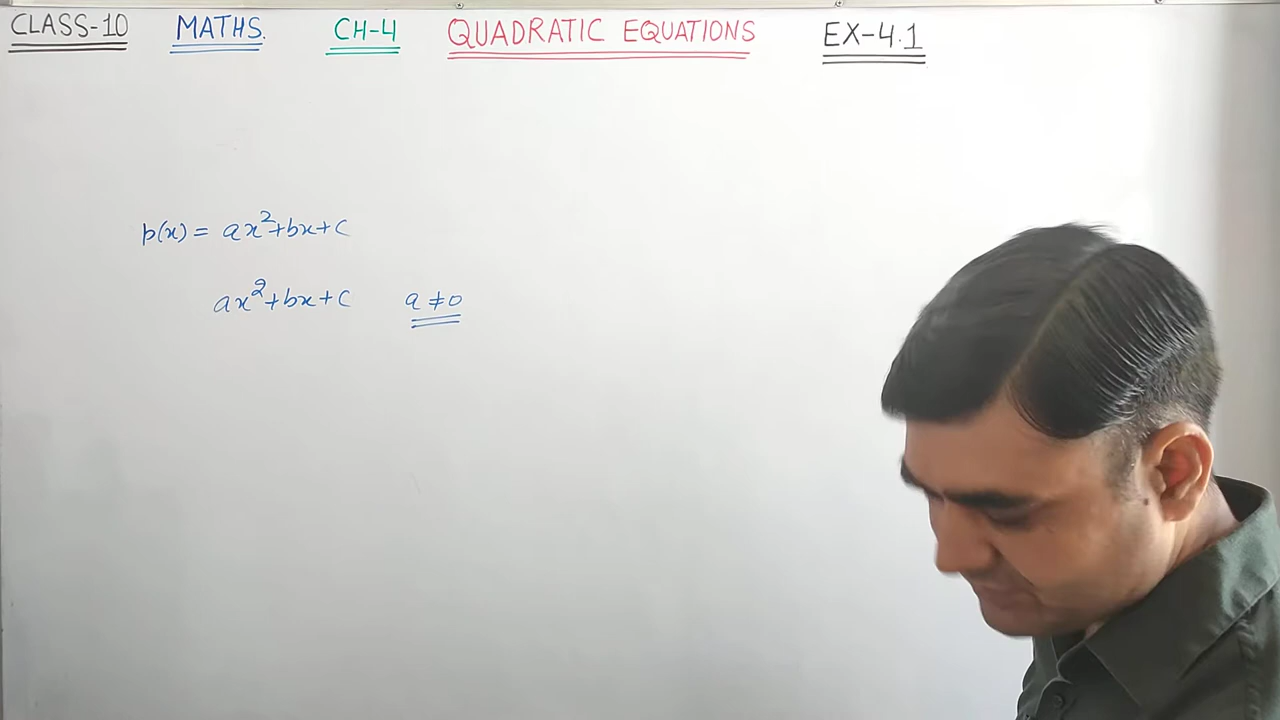 CLASS-10 MATHS. CH-4 QUADRATIC EQUATIONS EX-4.1
p(x) = ax²+bx+c
ax²+bx+c a ≠0